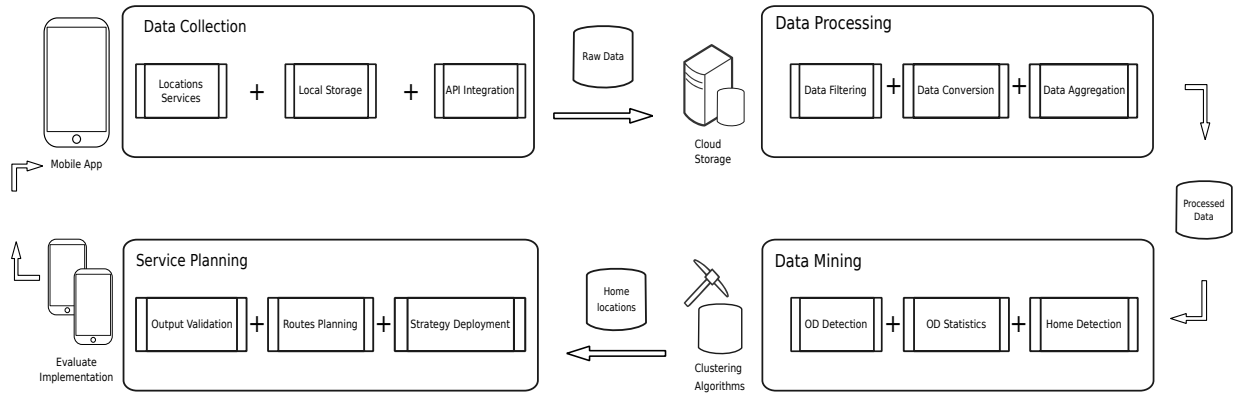 Data Collection
Locations
Services
+
Local Storage
+
API Integration
Mobile App
Raw Data
Cloud
Storage
Data Processing
Data Filtering
+
Data Conversion
+
Data Aggregation
Processed
Data
Data Mining
OD Detection
+
OD Statistics
+
Home Detection
Clustering
Algorithms
Home
locations
Service Planning
Output Validation
+
Routes Planning
+
Strategy Deployment
Evaluate
Implementation